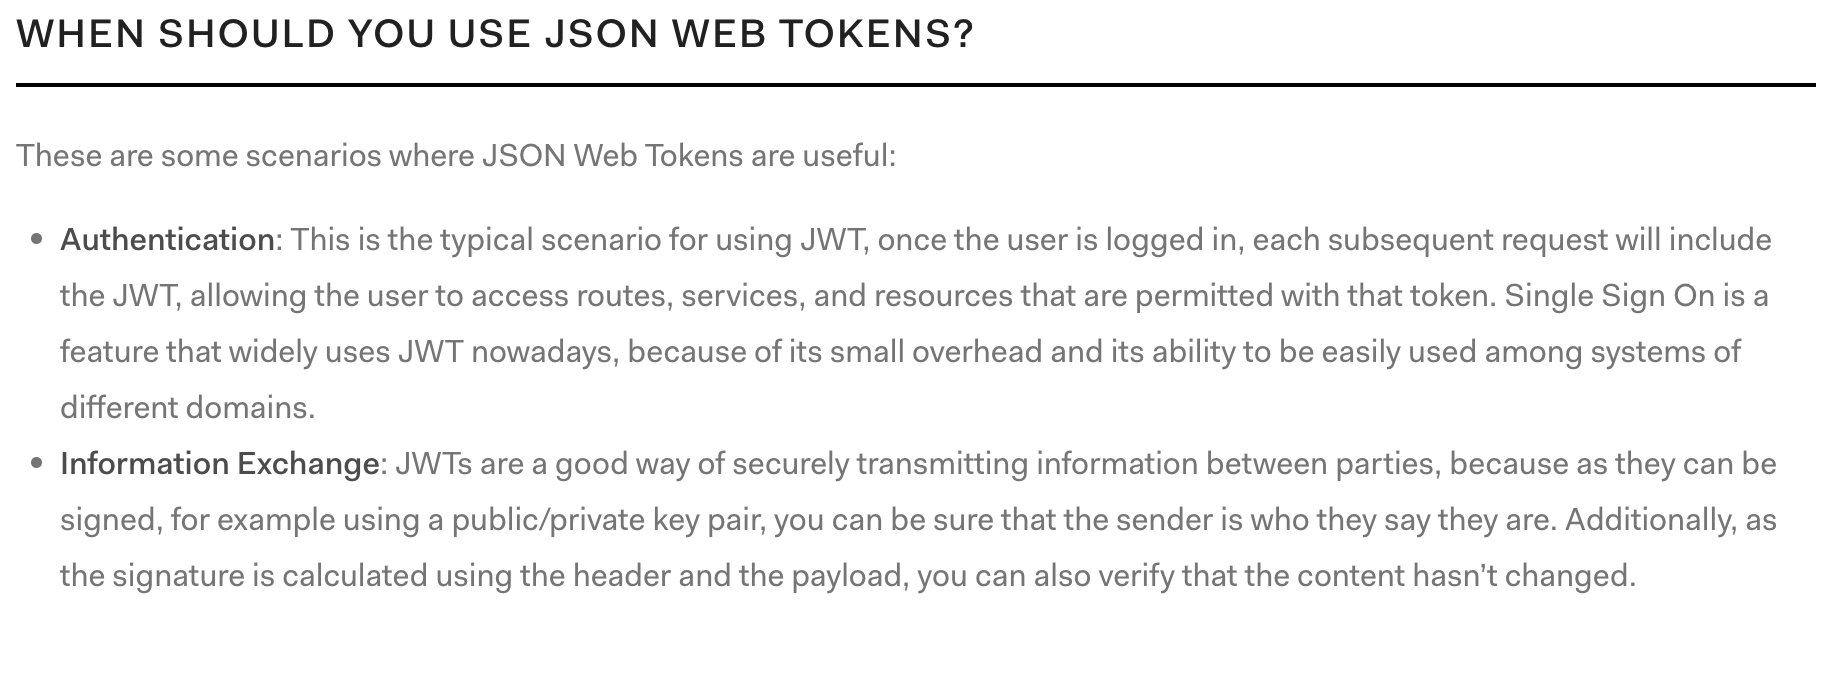 WHEN SHOULD YOU USE JSON WEB TOKENS?
These are some scenarios where JSON Web Tokens are useful:
• Authentication: This is the typical scenario for using JWT, once the user is logged in, each subsequent request will include
the JWT, allowing the user to access routes, services, and resources that are permitted with that token. Single Sign On is a
feature that widely uses JWT nowadays, because of its small overhead and its ability to be easily used among systems of
different domains.
• Information Exchange: JWTs are a good way of securely transmitting information between parties, because as they can be
signed, for example using a public/private key pair, you can be sure that the sender is who they say they are. Additionally, as
the signature is calculated using the header and the payload, you can also verify that the content hasn’t changed.